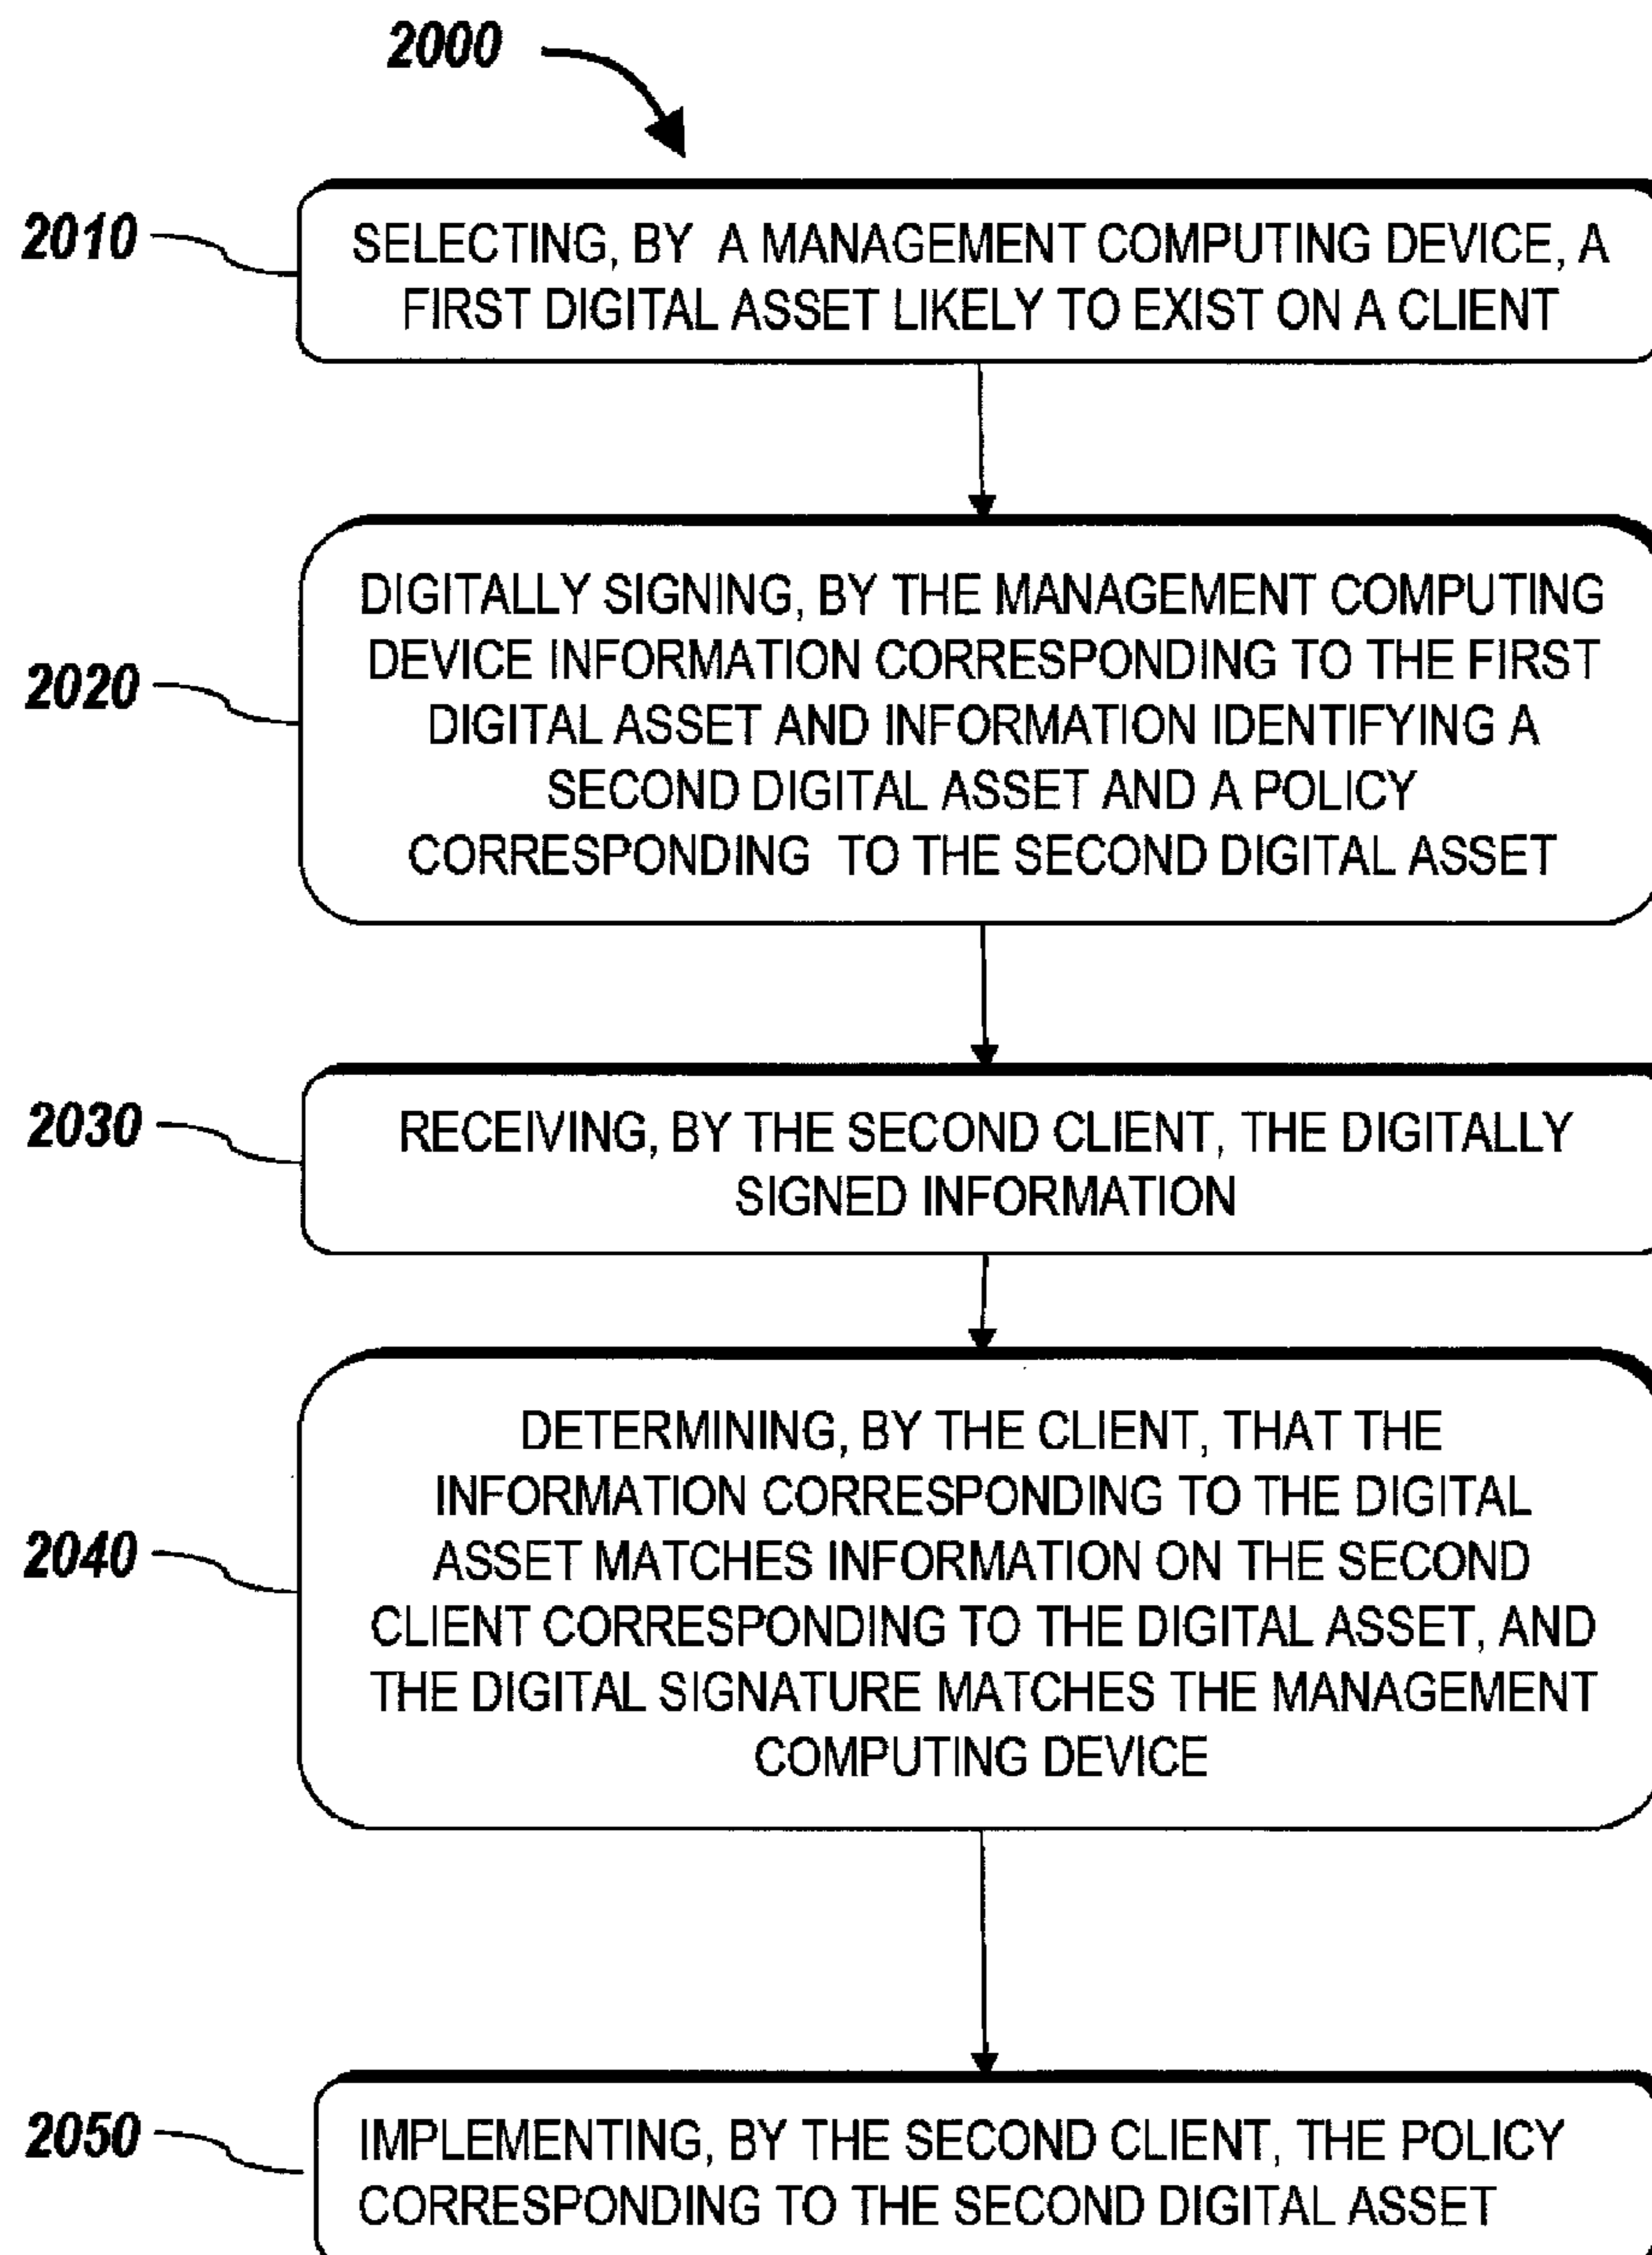 2000
2010
SELECTING, BY A MANAGEMENT COMPUTING DEVICE, A
FIRST DIGITAL ASSET LIKELY TO EXIST ON A CLIENT
2020
DIGITALLY SIGNING, BY THE MANAGEMENT COMPUTING
DEVICE INFORMATION CORRESPONDING TO THE FIRST
DIGITAL ASSET AND INFORMATION IDENTIFYING A
SECOND DIGITAL ASSET AND A POLICY
CORRESPONDING TO THE SECOND DIGITAL ASSET
2030
RECEIVING, BY THE SECOND CLIENT, THE DIGITALLY
SIGNED INFORMATION
2040
DETERMINING, BY THE CLIENT, THAT THE
INFORMATION CORRESPONDING TO THE DIGITAL
ASSET MATCHES INFORMATION ON THE SECOND
CLIENT CORRESPONDING TO THE DIGITAL ASSET, AND
THE DIGITAL SIGNATURE MATCHES THE MANAGEMENT
COMPUTING DEVICE
2050
IMPLEMENTING, BY THE SECOND CLIENT, THE POLICY
CORRESPONDING TO THE SECOND DIGITAL ASSET